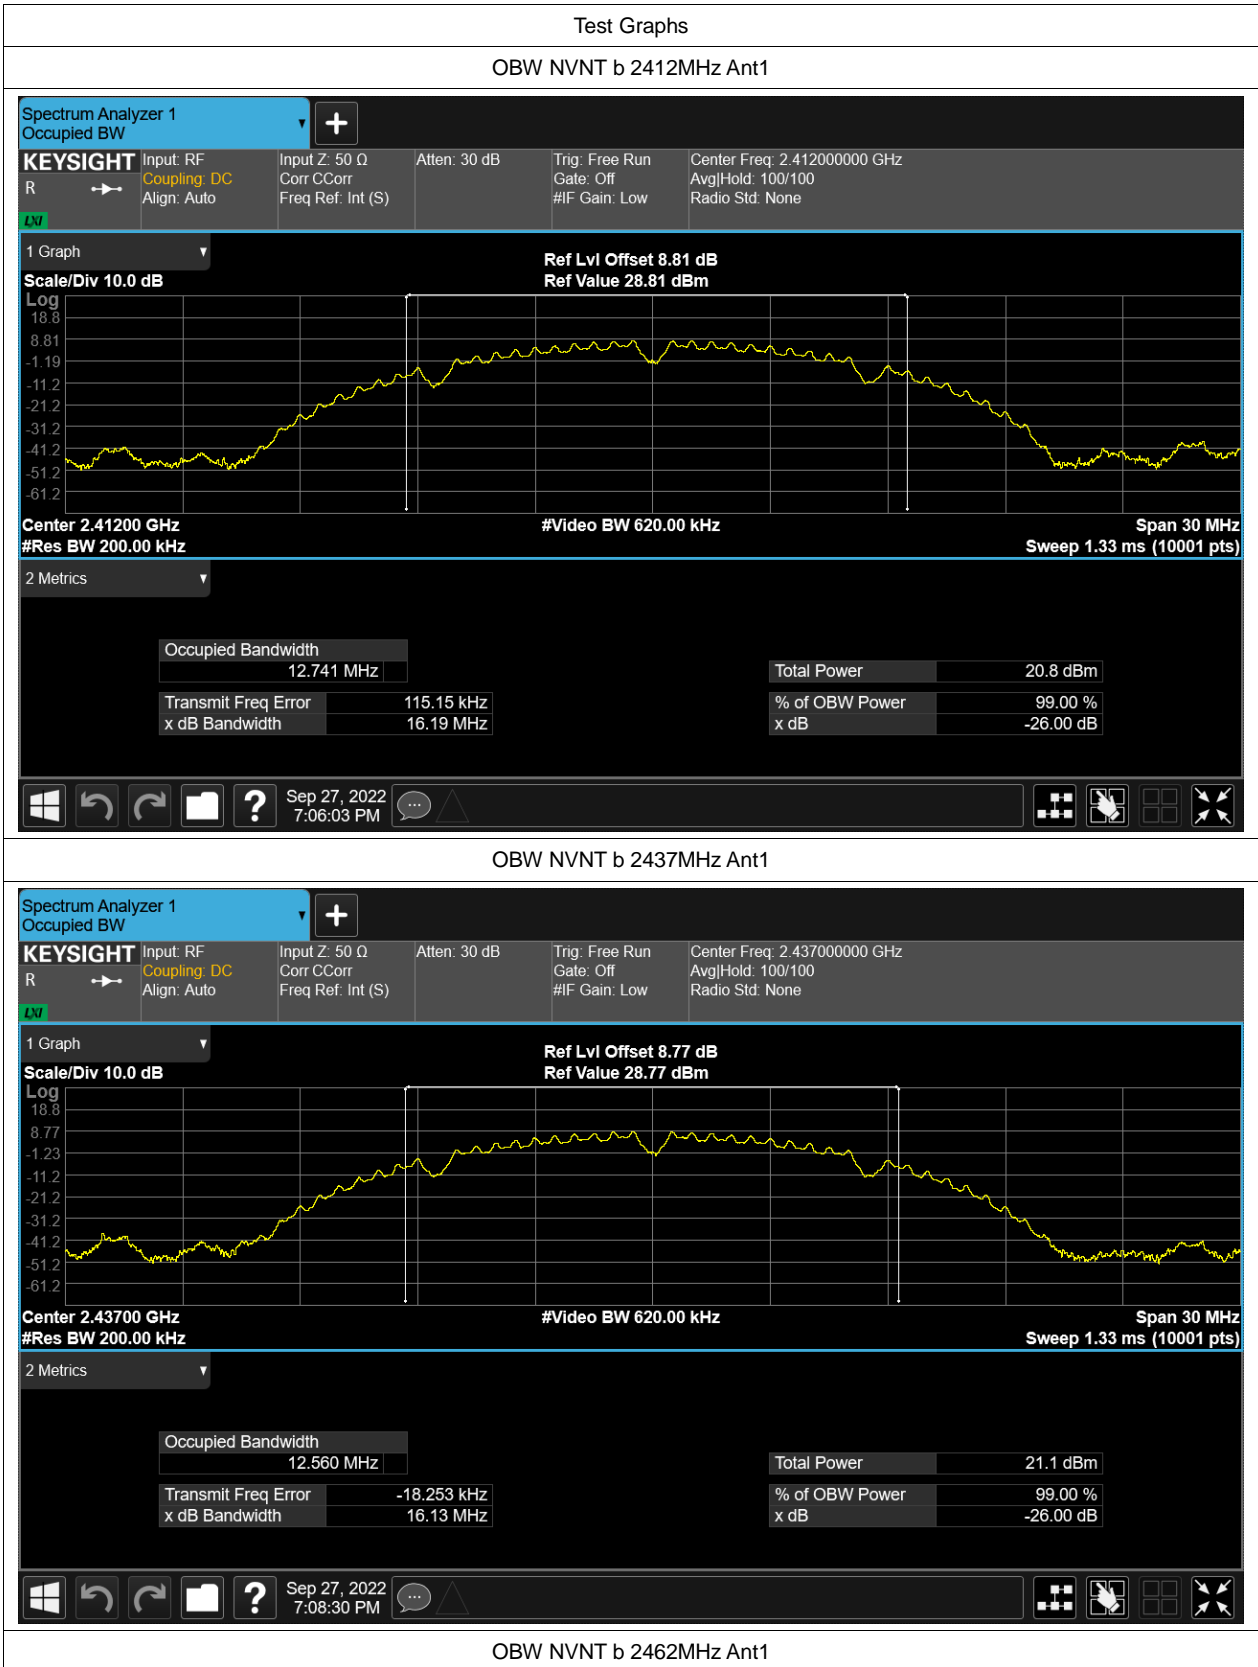 Test Graphs
OBW NVNT b 2412MHz Ant1
Spectrum Analyzer 1
Occupied BW
KEYSIGHT
R
LXI
Input: RF
Coupling: DC
Align: Auto
Input Z: 50 Ω
Corr CCorr
Freq Ref: Int (S)
Atten: 30 dB
Trig: Free Run
Gate: Off
#IF Gain: Low
Center Freq: 2.412000000 GHz
Avg|Hold: 100/100
Radio Std: None
1 Graph
Scale/Div 10.0 dB
Ref Lvl Offset 8.81 dB
Ref Value 28.81 dBm
Log
18.8
8.81
-1.19
-11.2
-21.2
-31.2
-41.2
-51.2
-61.2
Center 2.41200 GHz
#Video BW 620.00 kHz
Span 30 MHz
#Res BW 200.00 kHz
Sweep 1.33 ms (10001 pts)
2 Metrics
Occupied Bandwidth
12.741 MHz
Total Power 20.8 dBm
Transmit Freq Error 115.15 kHz
% of OBW Power 99.00 %
x dB Bandwidth 16.19 MHz
x dB -26.00 dB
?
Sep 27, 2022
7:06:03 PM
OBW NVNT b 2437MHz Ant1
Spectrum Analyzer 1
Occupied BW
KEYSIGHT
R
LXI
Input: RF
Coupling: DC
Align: Auto
Input Z: 50 Ω
Corr CCorr
Freq Ref: Int (S)
Atten: 30 dB
Trig: Free Run
Gate: Off
#IF Gain: Low
Center Freq: 2.437000000 GHz
Avg|Hold: 100/100
Radio Std: None
1 Graph
Scale/Div 10.0 dB
Ref Lvl Offset 8.77 dB
Ref Value 28.77 dBm
Log
18.8
8.77
-1.23
-11.2
-21.2
-31.2
-41.2
-51.2
-61.2
Center 2.43700 GHz
#Video BW 620.00 kHz
Span 30 MHz
#Res BW 200.00 kHz
Sweep 1.33 ms (10001 pts)
2 Metrics
Occupied Bandwidth
12.560 MHz
Total Power 21.1 dBm
Transmit Freq Error -18.253 kHz
% of OBW Power 99.00 %
x dB Bandwidth 16.13 MHz
x dB -26.00 dB
?
Sep 27, 2022
7:08:30 PM
OBW NVNT b 2462MHz Ant1